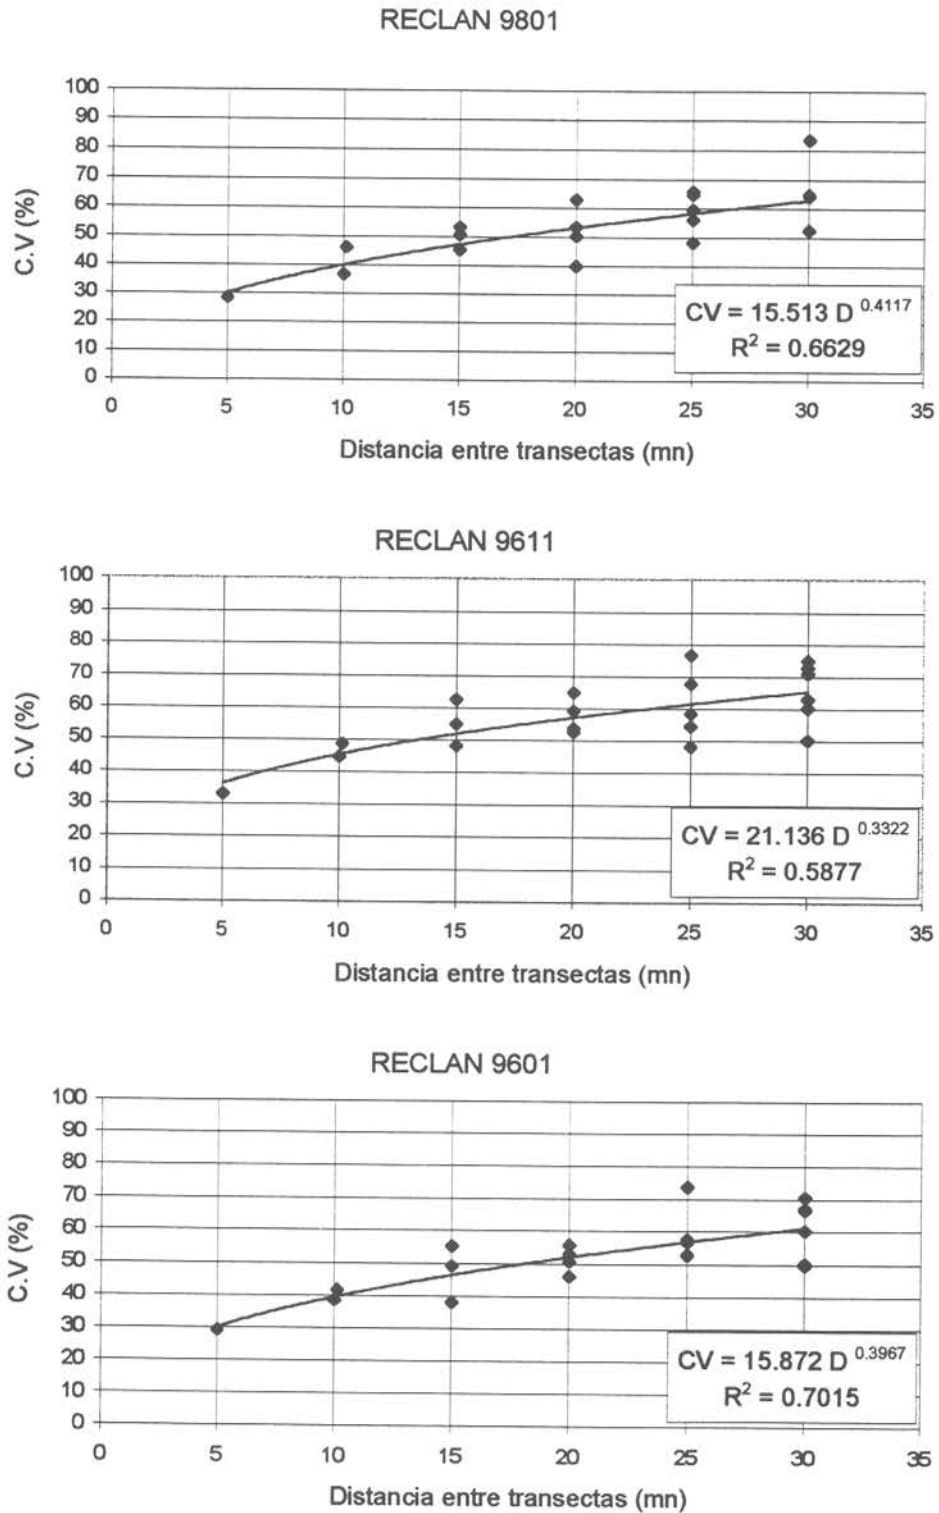 RECLAN 9801
100
90
80
70
60
50
40
30
20
10
0
C.V (%)
CV = 15.513 D 0.4117
R2 = 0.6629
0 5 10 15 20 25 30 35
Distancia entre transectas (mn)
RECLAN 9611
100
90
80
70
60
50
40
30
20
10
0
C.V (%)
CV = 21.136 D 0.3322
R2 = 0.5877
0 5 10 15 20 25 30 35
Distancia entre transectas (mn)
RECLAN 9601
100
90
80
70
60
50
40
30
20
10
0
C.V (%)
CV = 15.872 D 0.3967
R2 = 0.7015
0 5 10 15 20 25 30 35
Distancia entre transectas (mn)